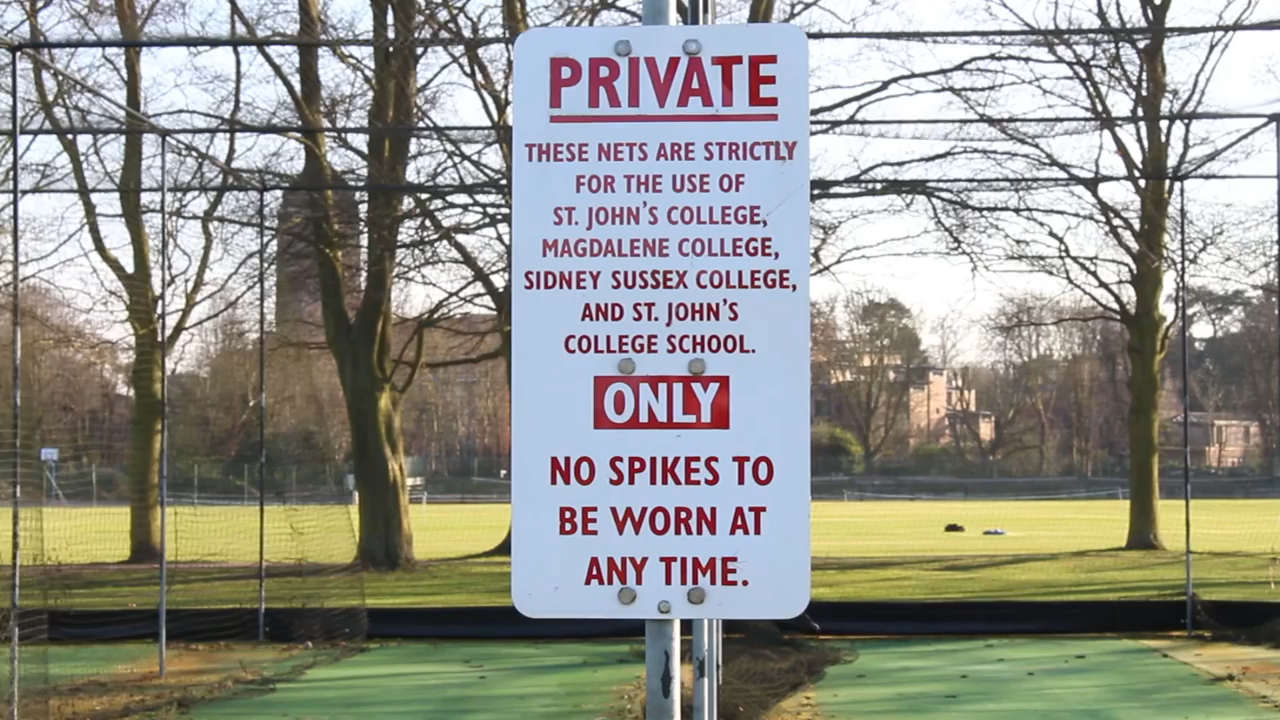 PRIVATE
THESE NETS ARE STRICTLY
FOR THE USE OF
ST. JOHN'S COLLEGE,
MAGDALENE COLLEGE,
SIDNEY SUSSEX COLLEGE,
AND ST. JOHN'S
COLLEGE SCHOOL.
ONLY
NO SPIKES TO
BE WORN AT
ANY TIME.